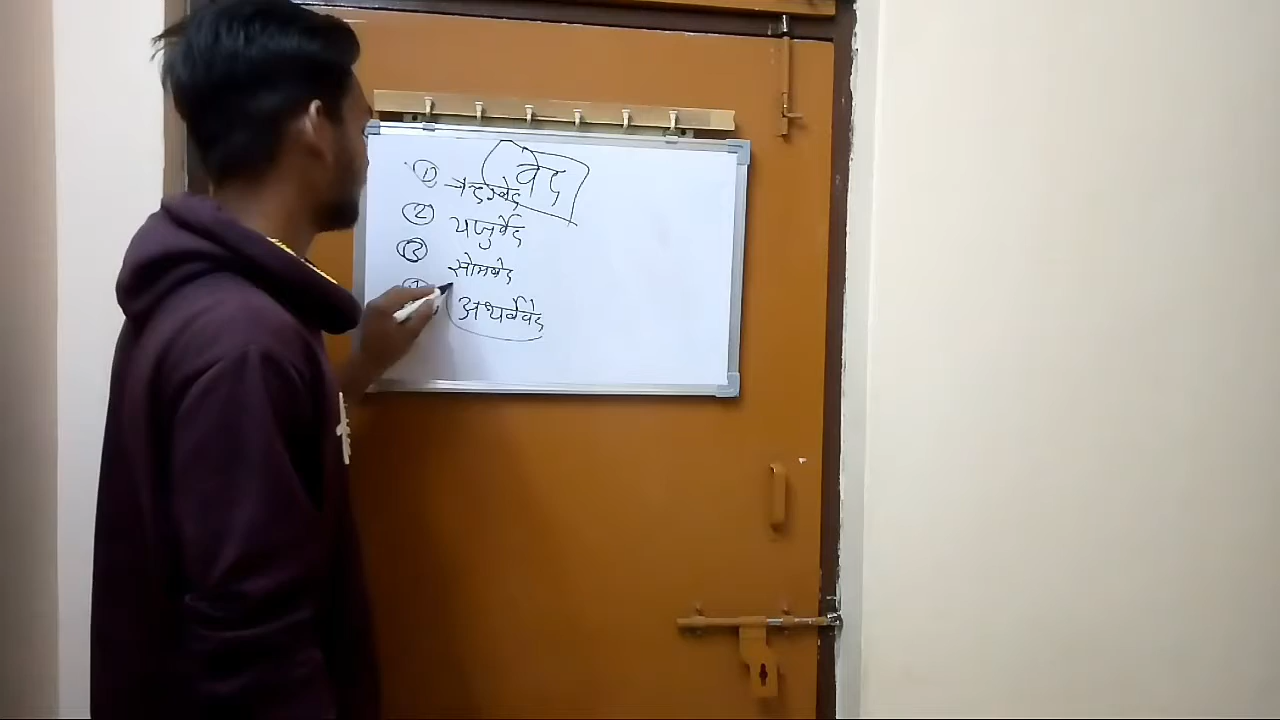 वेद
① ऋग्वेद
② यजुर्वेद
③ सोमवेद
अथर्ववेद